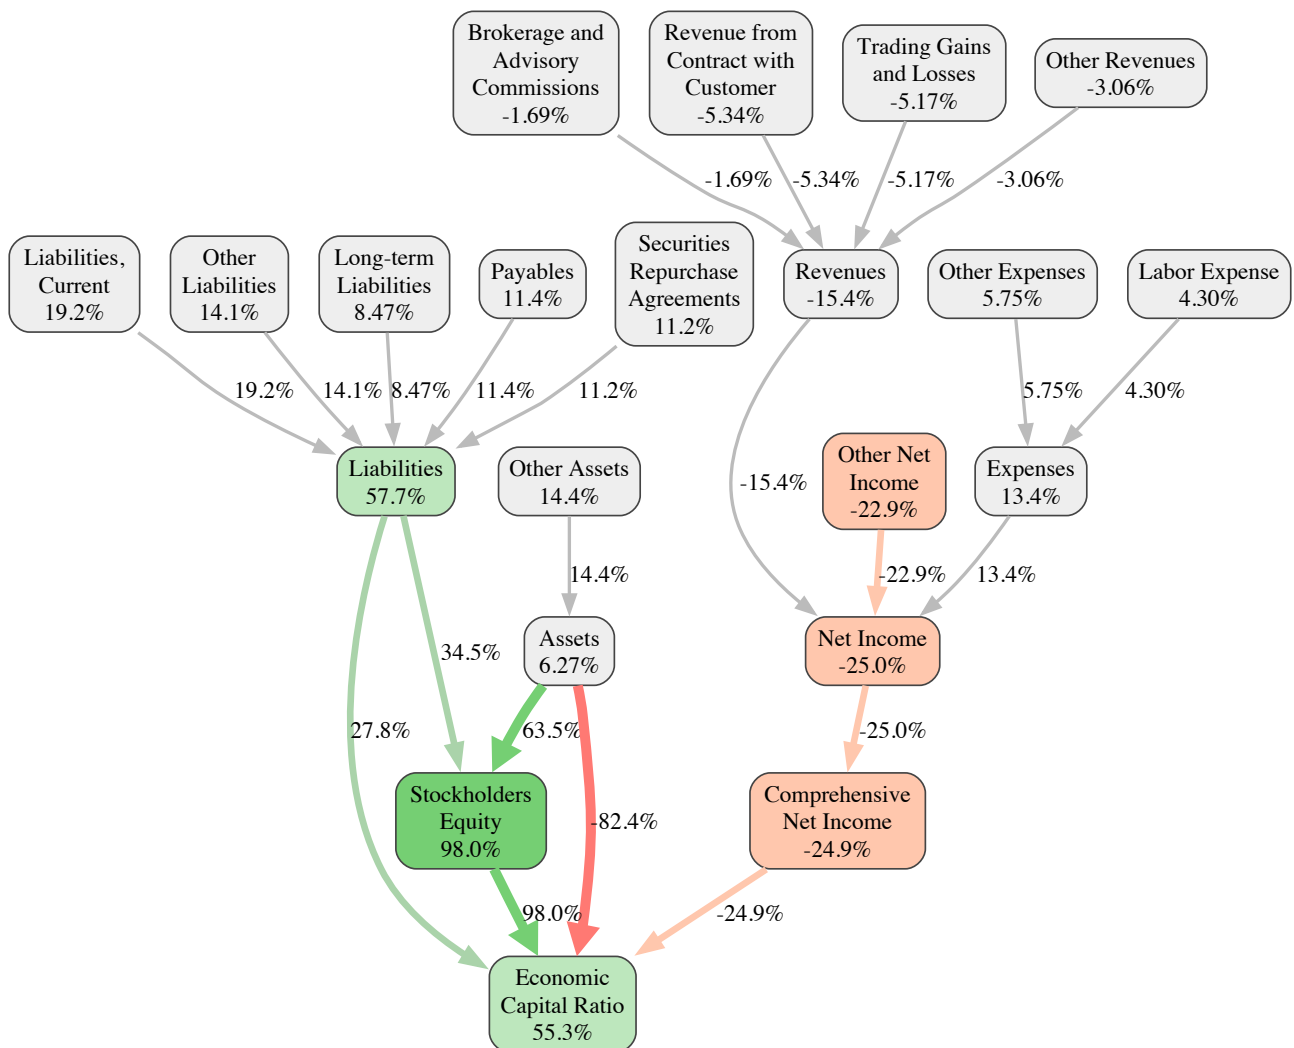 Brokerage and
Advisory
Commissions
-1.69%
Revenue from
Contract with
Customer
-5.34%
Trading Gains
and Losses
-5.17%
Other Revenues
-3.06%
-1.69%
-5.34%
-5.17%
-3.06%
Liabilities,
Current
19.2%
Other
Liabilities
14.1%
Long-term
Liabilities
8.47%
Payables
11.4%
Securities
Repurchase
Agreements
11.2%
Revenues
-15.4%
Other Expenses
5.75%
Labor Expense
4.30%
19.2%
14.1%
8.47%
11.4%
11.2%
5.75%
4.30%
Liabilities
57.7%
Other Assets
14.4%
-15.4%
Other Net
Income
-22.9%
Expenses
13.4%
14.4%
-22.9%
13.4%
34.5%
Assets
6.27%
Net Income
-25.0%
27.8%
63.5%
-25.0%
Stockholders
Equity
98.0%
-82.4%
Comprehensive
Net Income
-24.9%
98.0%
-24.9%
Economic
Capital Ratio
55.3%